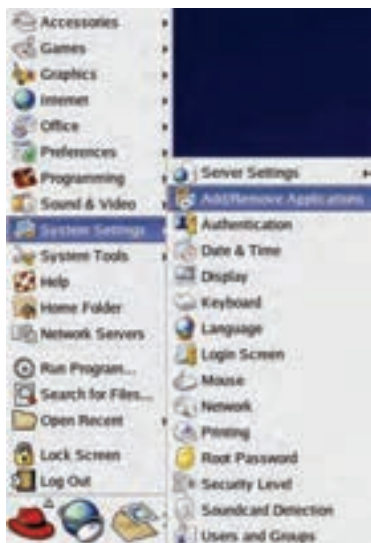 Accessories
Games
Graphics
Internet
Office
Preferences
Programming
Sound & Video
System Settings
System Tools
Help
Home Folder
Network Servers
Run Program...
Search for Files...
Open Recent
Lock Screen
Log Out
Server Settings
Add/Remove Applications
Authentication
Date & Time
Display
Keyboard
Language
Login Screen
Mouse
Network
Printing
Root Password
Security Level
Soundcard Detection
Users and Groups